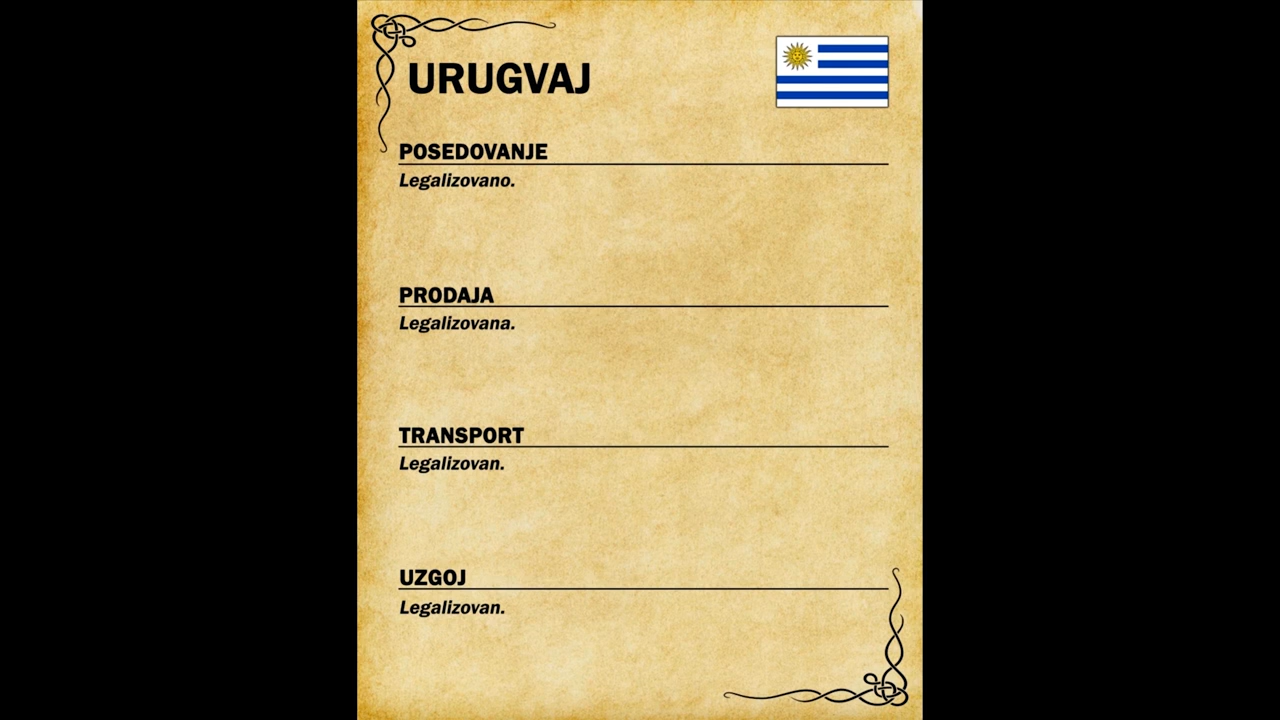 URUGVAJ
POSEDOVANJE
Legalizovano.
PRODAJA
Legalizovana.
TRANSPORT
Legalizovan.
UZGOJ
Legalizovan.